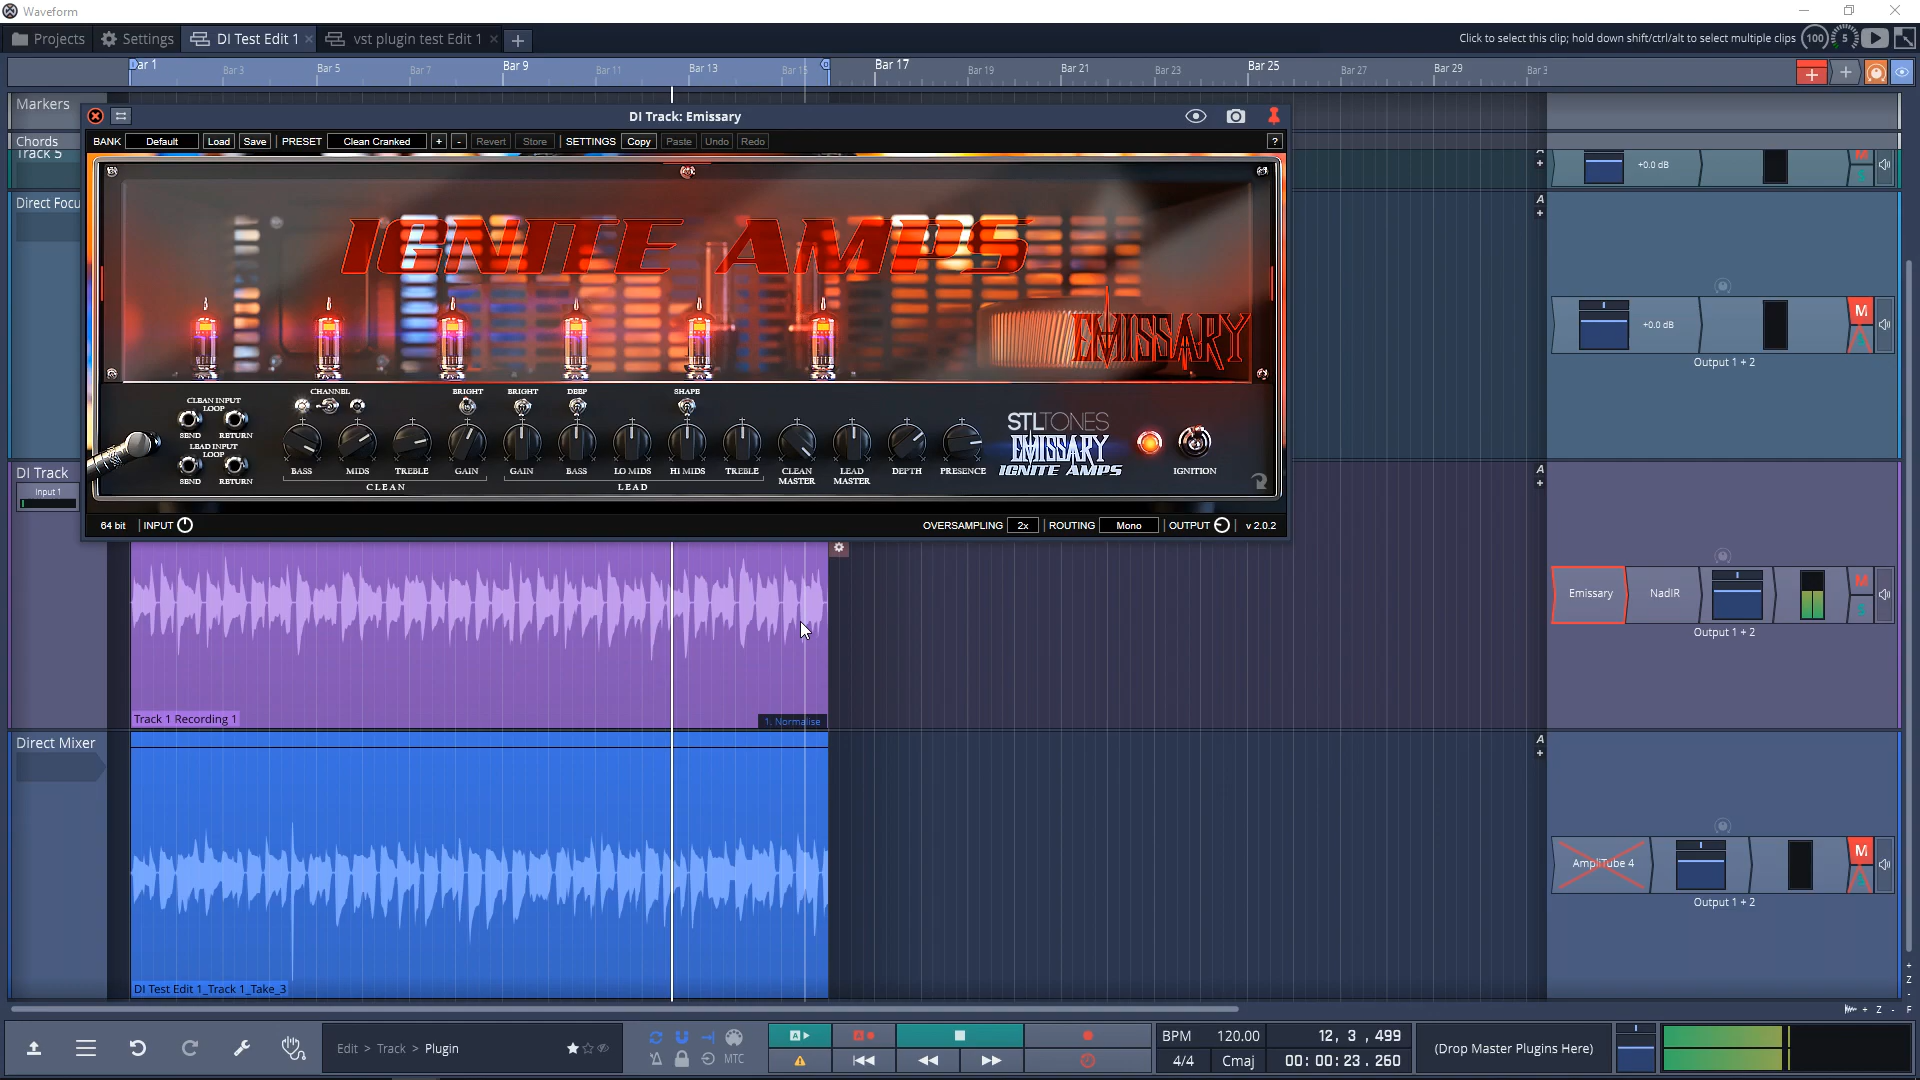 Waveform
Projects
Settings
DI Test Edit 1
vst plugin test Edit 1
Click to select this clip; hold down shift/ctrl/alt to select multiple clips
100
5
Bar 1
Bar 3
Bar 5
Bar 7
Bar 9
Bar 11
Bar 13
Bar 15
Bar 17
Bar 19
Bar 21
Bar 23
Bar 25
Bar 27
Bar 29
Bar 3
Markers
DI Track: Emissary
Chords
BANK Default Load Save PRESET Clean Cranked + - Revert Store SETTINGS Copy Paste Undo Redo ?
Track 5
+0.0 dB
M
S
Direct Focu
A
IGNITE AMPS
EMISSARY
+0.0 dB
M
Output 1 + 2
CHANNEL
BRIGHT
BRIGHT
DEEP
SHAPE
CLEAN INPUT
LOOP
SEND
RETURN
LEAD INPUT
LOOP
SEND
RETURN
BASS
MIDS
TREBLE
GAIN
GAIN
BASS
LO MIDS
HI MIDS
TREBLE
CLEAN
MASTER
LEAD
MASTER
DEPTH
PRESENCE
CLEAN
LEAD
STLTONES
EMISSARY
IGNITE AMPS
IGNITION
64 bit INPUT
OVERSAMPLING 2x ROUTING Mono OUTPUT v 2.0.2
DI Track
Input 1
A
Emissary
NadIR
M
S
Output 1 + 2
Track 1 Recording 1
1. Normalise
Direct Mixer
A
AmpliTube 4
M
Output 1 + 2
DI Test Edit 1_Track 1_Take_3
Edit > Track > Plugin
MTC
BPM 120.00
4/4 Cmaj
12, 3 , 499
00: 00: 23 . 260
(Drop Master Plugins Here)